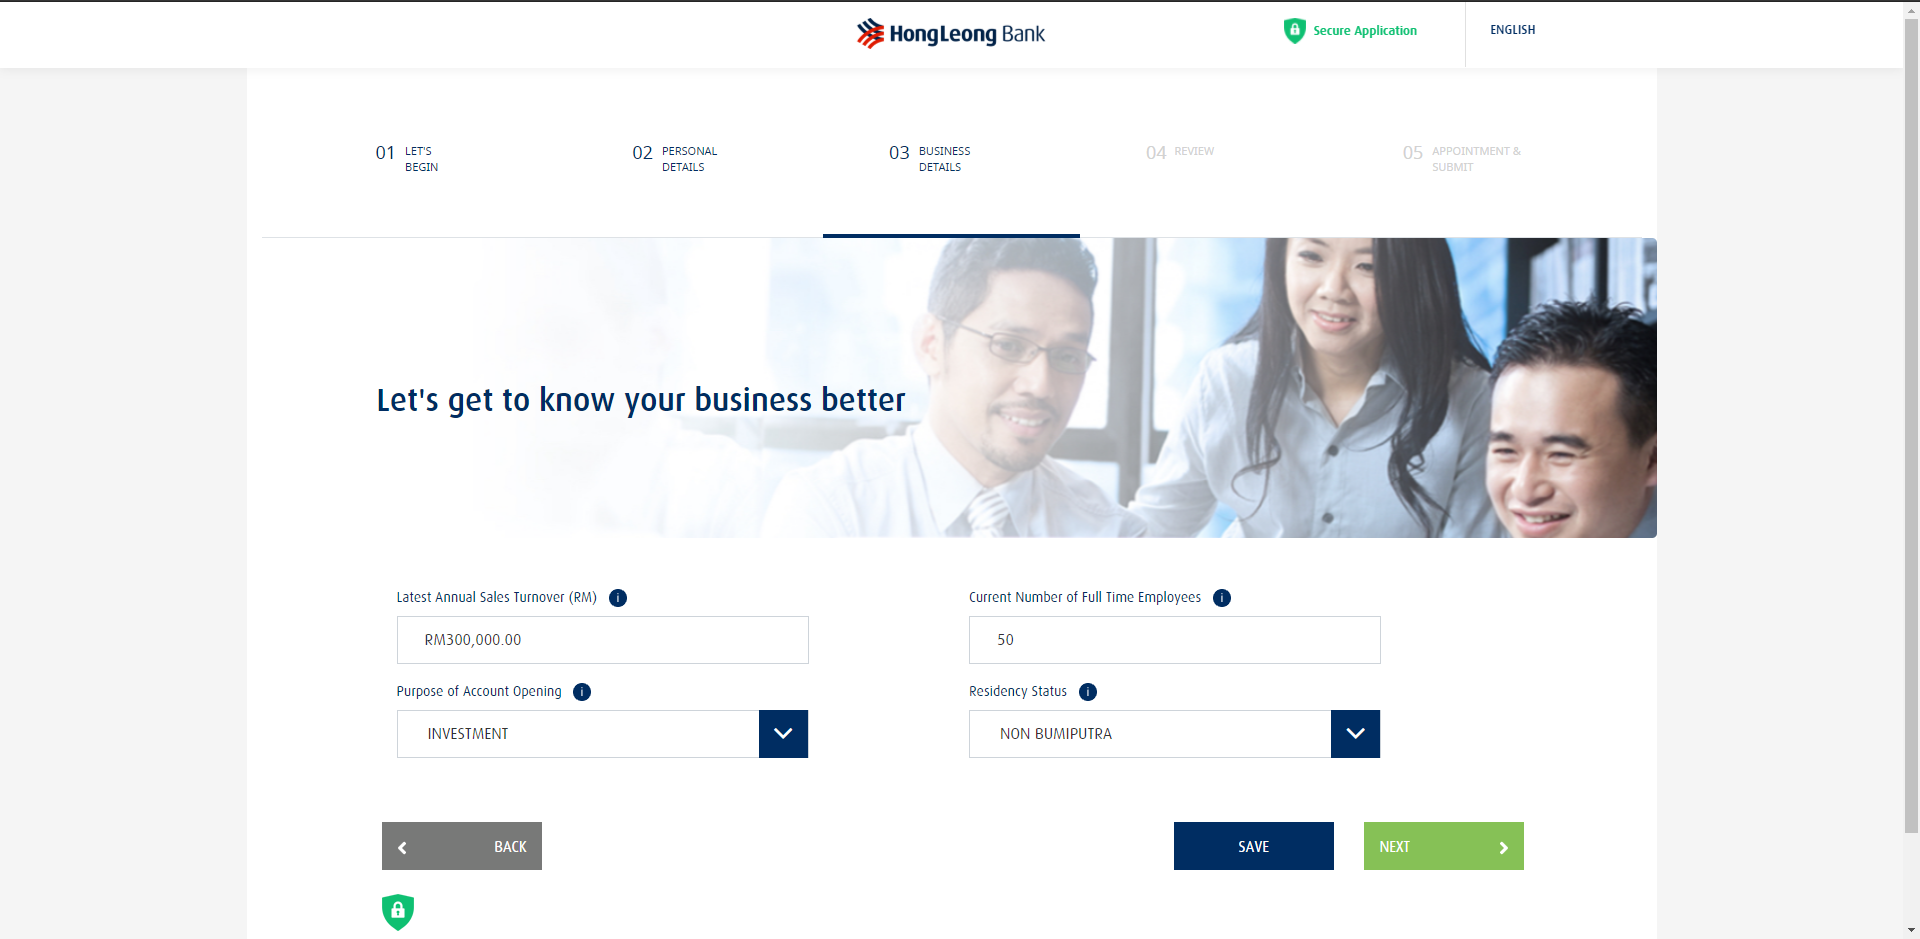 HongLeong Bank
Secure Application
ENGLISH
01 LET'S
BEGIN
02 PERSONAL
DETAILS
03 BUSINESS
DETAILS
04 REVIEW
05 APPOINTMENT &
SUBMIT
Let's get to know your business better
Latest Annual Sales Turnover (RM) i
Current Number of Full Time Employees i
RM300,000.00
50
Purpose of Account Opening i
Residency Status i
INVESTMENT
NON BUMIPUTRA
BACK
SAVE
NEXT